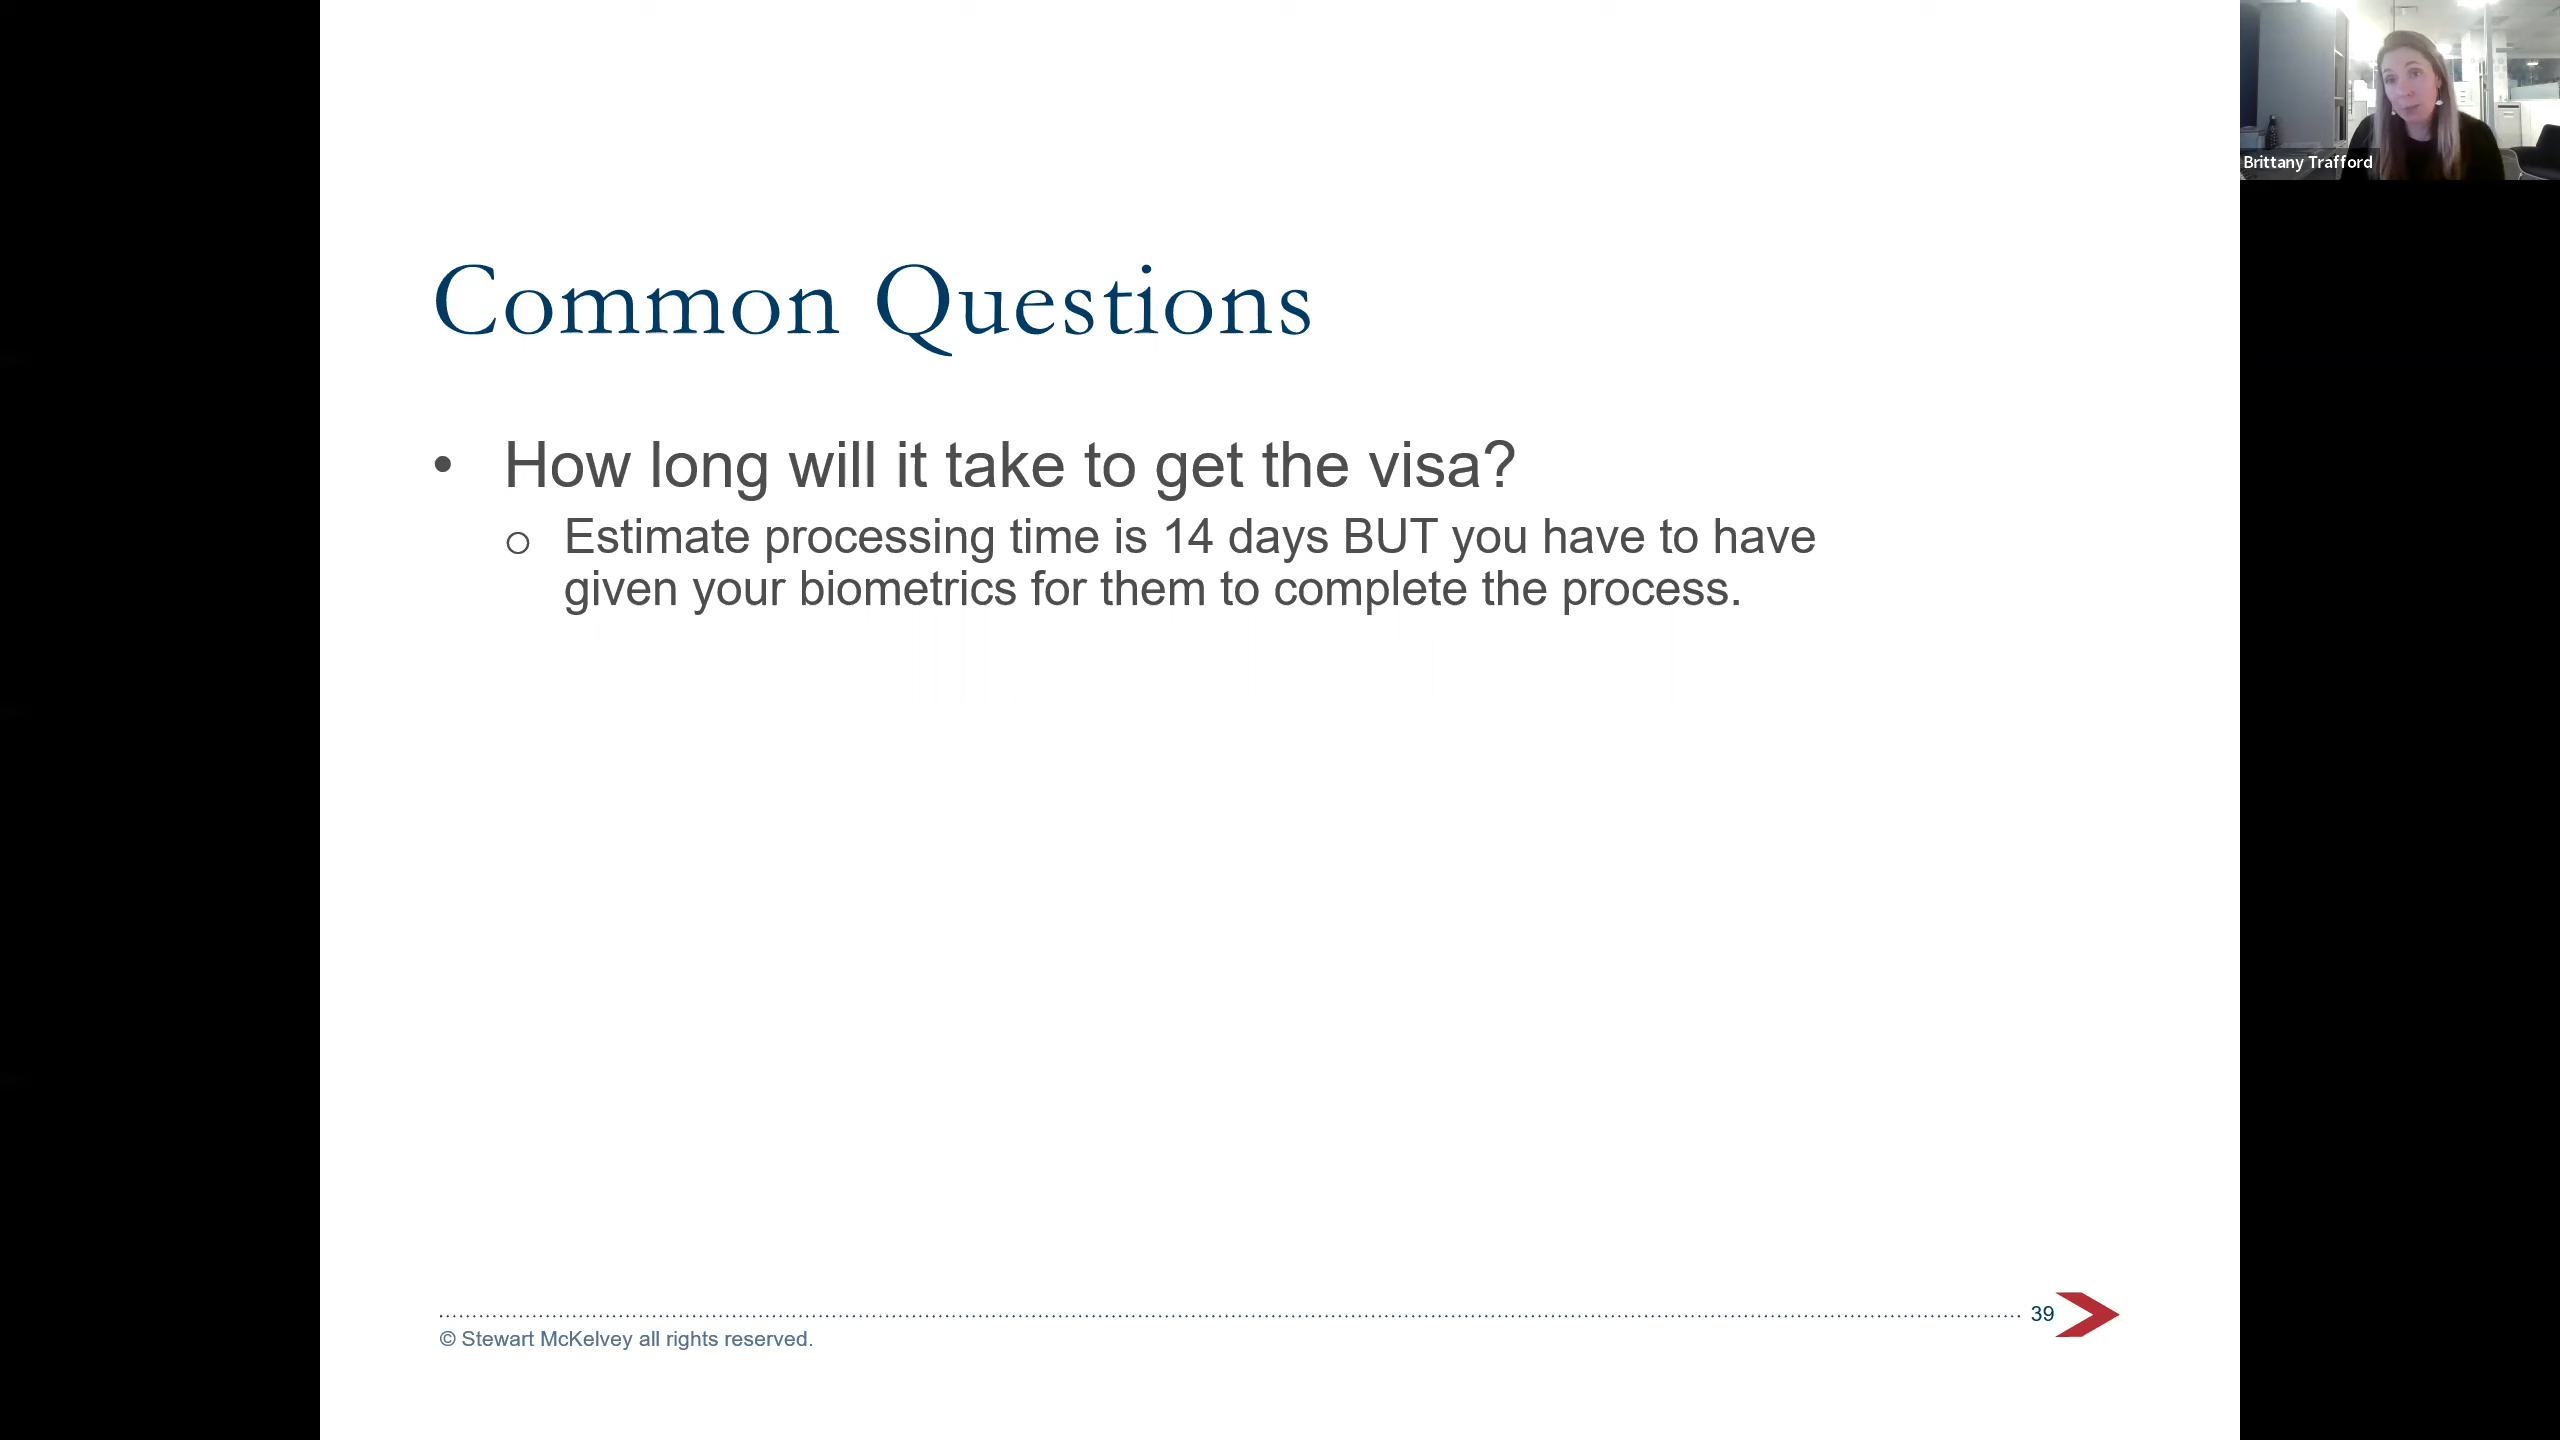 Brittany Trafford
Common Questions
• How long will it take to get the visa?
o Estimate processing time is 14 days BUT you have to have
given your biometrics for them to complete the process.
39
© Stewart McKelvey all rights reserved.